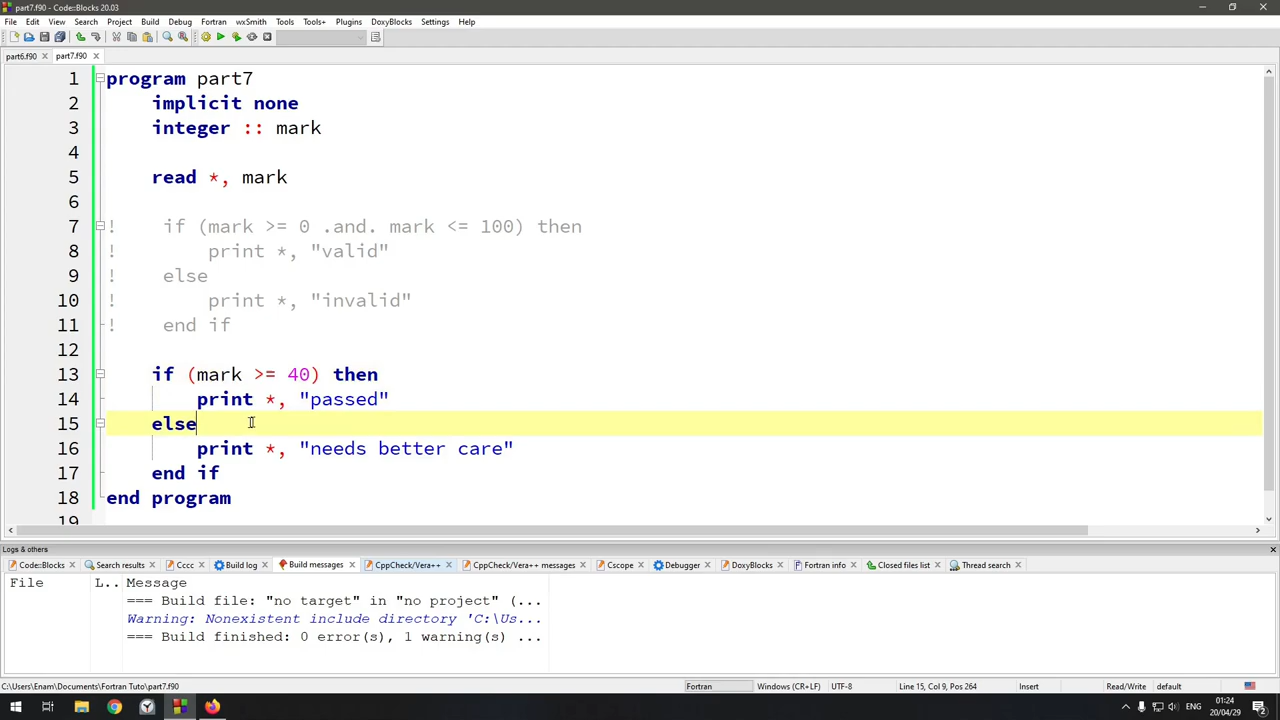 part7.f90 - Code::Blocks 20.03
File Edit View Search Project Build Debug Fortran wxSmith Tools Tools+ Plugins DoxyBlocks Settings Help
part6.f90 part7.f90
1 program part7
2 implicit none
3 integer :: mark
4
5 read *, mark
6
7 ! if (mark >= 0 .and. mark <= 100) then
8 ! print *, "valid"
9 ! else
10 ! print *, "invalid"
11 ! end if
12
13 if (mark >= 40) then
14 print *, "passed"
15 else
16 print *, "needs better care"
17 end if
18 end program
19
Logs & others
Code::Blocks Search results Cccc Build log Build messages CppCheck/Vera++ CppCheck/Vera++ messages Cscope Debugger DoxyBlocks Fortran info Closed files list Thread search
File L.. Message
=== Build file: "no target" in "no project" (...
Warning: Nonexistent include directory 'C:\Us...
=== Build finished: 0 error(s), 1 warning(s) ...
C:\Users\Enam\Documents\Fortran Tuto\part7.f90 Fortran Windows (CR+LF) UTF-8 Line 15, Col 9, Pos 264 Insert Read/Write default
ENG 01:24
20/04/29 2